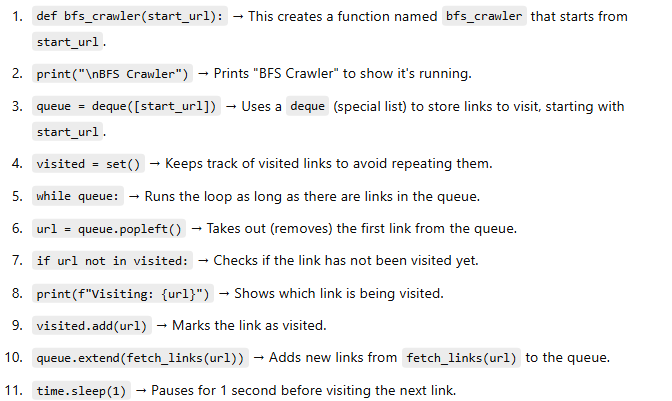 1. def bfs_crawler(start_url): → This creates a function named bfs_crawler that starts from
start_url.
2. print("\nBFS Crawler") → Prints "BFS Crawler" to show it's running.
3. queue = deque([start_url]) → Uses a deque (special list) to store links to visit, starting with
start_url.
4. visited = set() → Keeps track of visited links to avoid repeating them.
5. while queue: → Runs the loop as long as there are links in the queue.
6. url = queue.popleft() → Takes out (removes) the first link from the queue.
7. if url not in visited: → Checks if the link has not been visited yet.
8. print(f"Visiting: {url}") → Shows which link is being visited.
9. visited.add(url) → Marks the link as visited.
10. queue.extend(fetch_links(url)) → Adds new links from fetch_links(url) to the queue.
11. time.sleep(1) → Pauses for 1 second before visiting the next link.